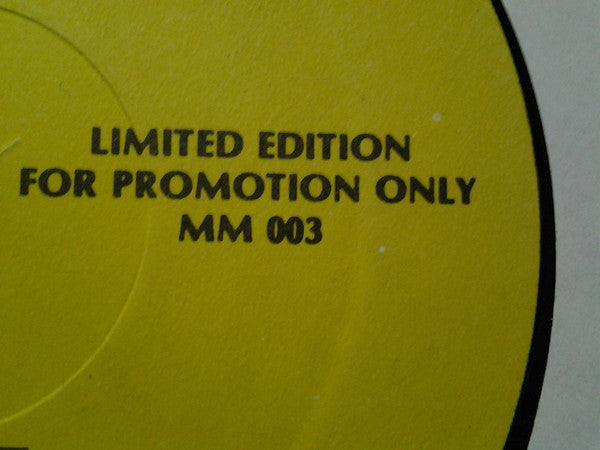 LIMITED EDITION
FOR PROMOTION ONLY
MM 003